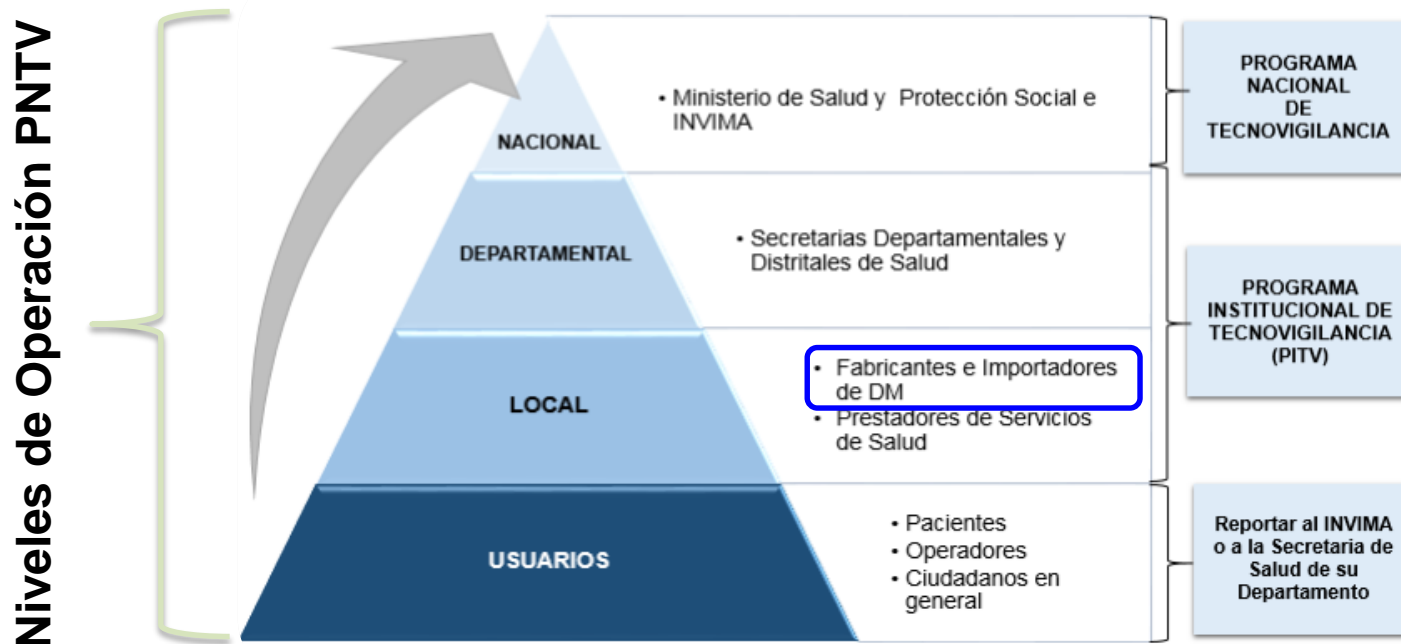 Niveles de Operación PNTV
NACIONAL
• Ministerio de Salud y Protección Social e
INVIMA
PROGRAMA
NACIONAL
DE
TECNOVIGILANCIA
DEPARTAMENTAL
• Secretarias Departamentales y
Distritales de Salud
PROGRAMA
INSTITUCIONAL DE
TECNOVIGILANCIA
(PITV)
LOCAL
• Fabricantes e Importadores
de DM
• Prestadores de Servicios
de Salud
USUARIOS
• Pacientes
• Operadores
• Ciudadanos en
general
Reportar al INVIMA
o a la Secretaria de
Salud de su
Departamento